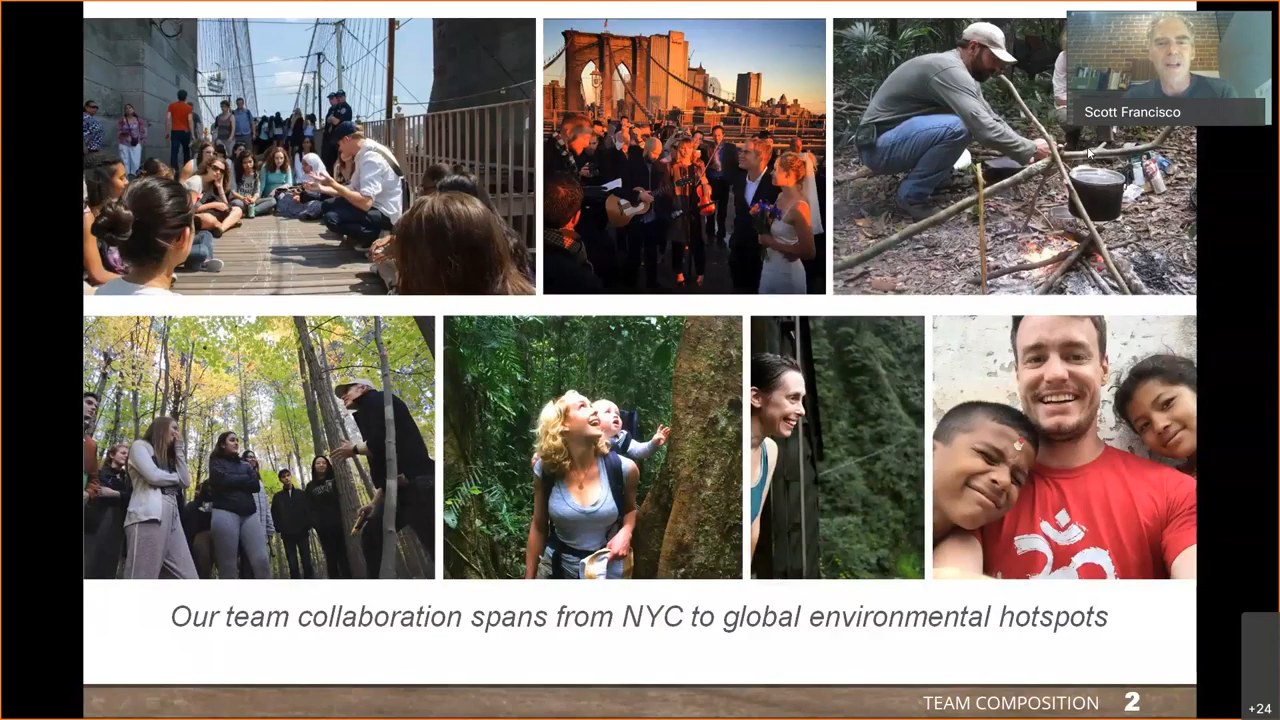 Scott Francisco
Our team collaboration spans from NYC to global environmental hotspots
TEAM COMPOSITION 2
+24